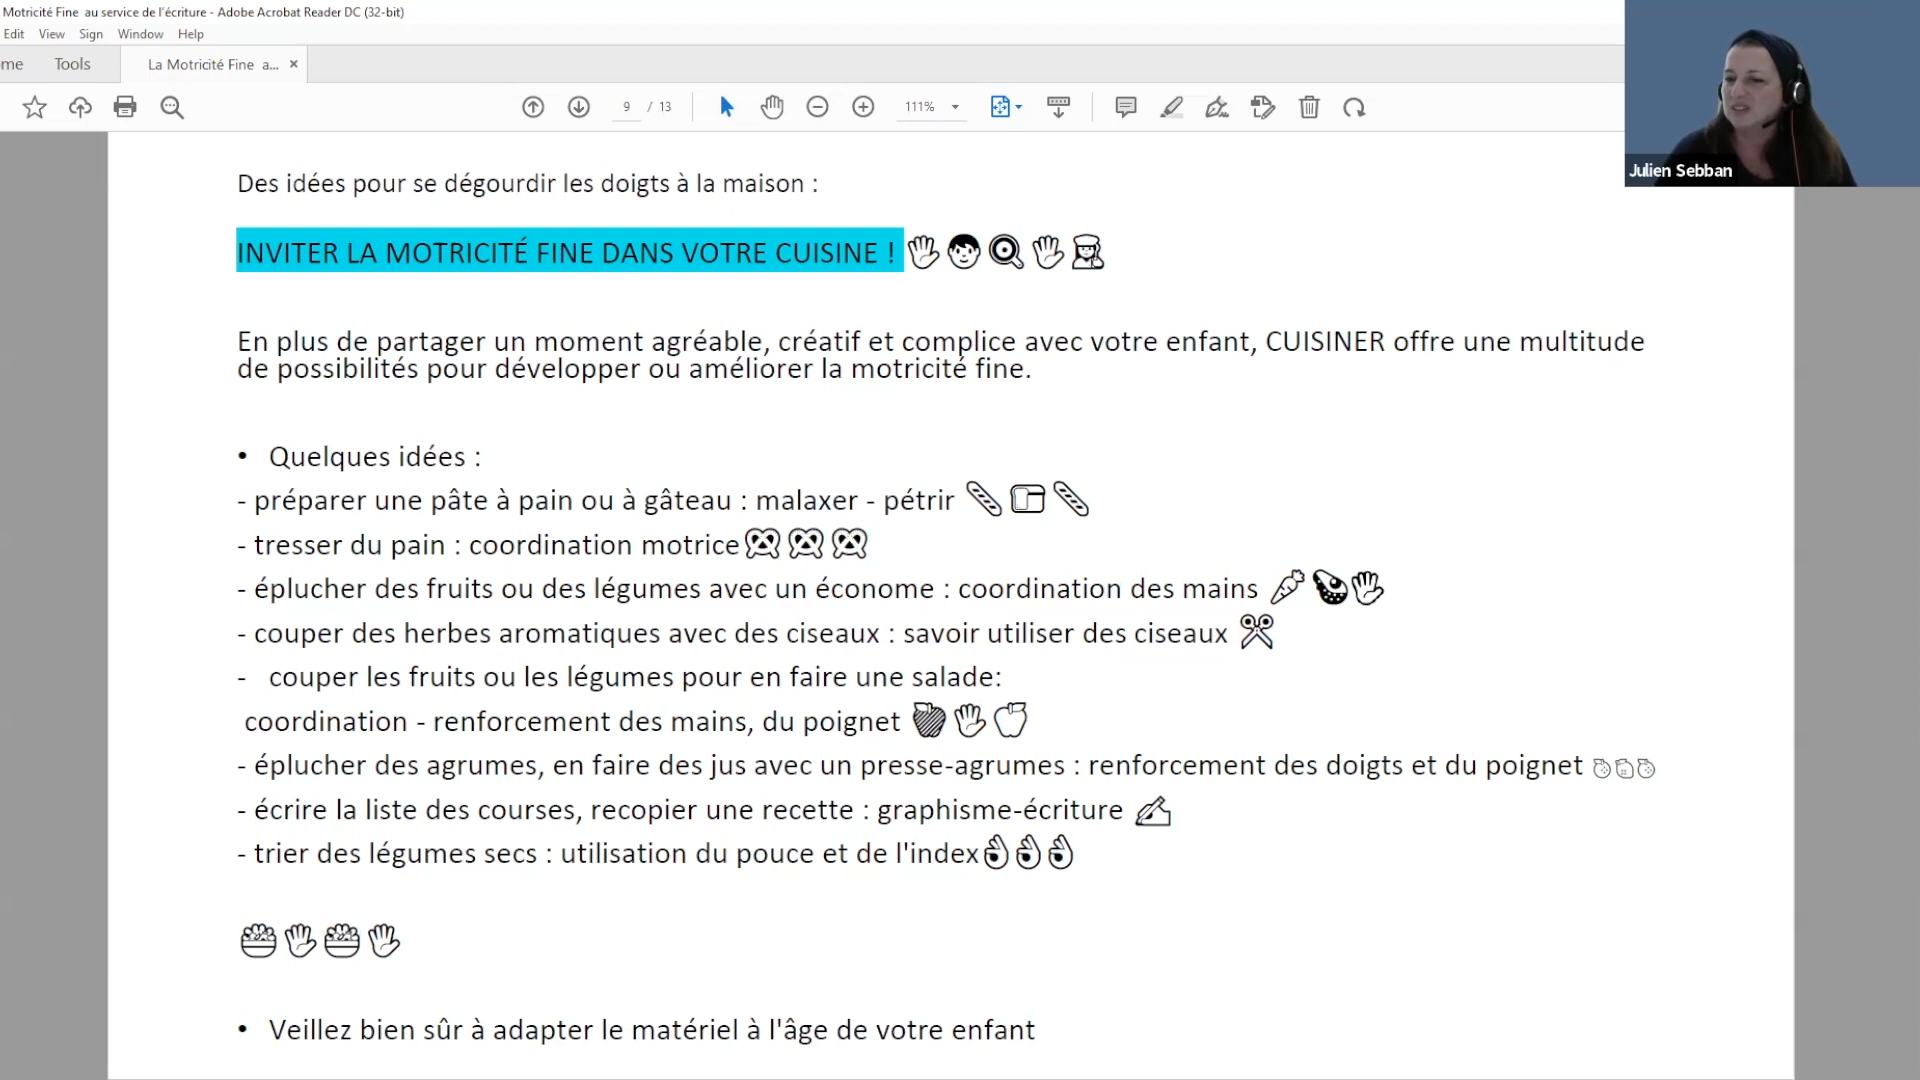 Motricité Fine  au service de l'écriture - Adobe Acrobat Reader DC (32-bit)
Edit View Sign Window Help
me Tools La Motricité Fine a... ×
9 / 13 111%
Julien Sebban
Des idées pour se dégourdir les doigts à la maison :
INVITER LA MOTRICITÉ FINE DANS VOTRE CUISINE !
En plus de partager un moment agréable, créatif et complice avec votre enfant, CUISINER offre une multitude
de possibilités pour développer ou améliorer la motricité fine.
• Quelques idées :
- préparer une pâte à pain ou à gâteau : malaxer - pétrir
- tresser du pain : coordination motrice
- éplucher des fruits ou des légumes avec un économe : coordination des mains
- couper des herbes aromatiques avec des ciseaux : savoir utiliser des ciseaux
- couper les fruits ou les légumes pour en faire une salade:
coordination - renforcement des mains, du poignet
- éplucher des agrumes, en faire des jus avec un presse-agrumes : renforcement des doigts et du poignet
- écrire la liste des courses, recopier une recette : graphisme-écriture
- trier des légumes secs : utilisation du pouce et de l'index
• Veillez bien sûr à adapter le matériel à l'âge de votre enfant